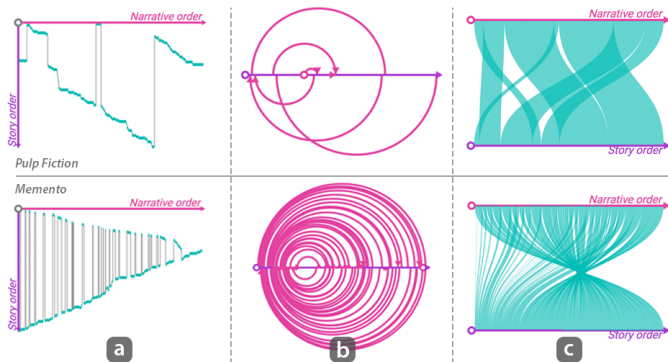 Narrative order
Story order
Pulp Fiction
Narrative order
Story order
Memento
Narrative order
Story order
Narrative order
Story order
a
b
c